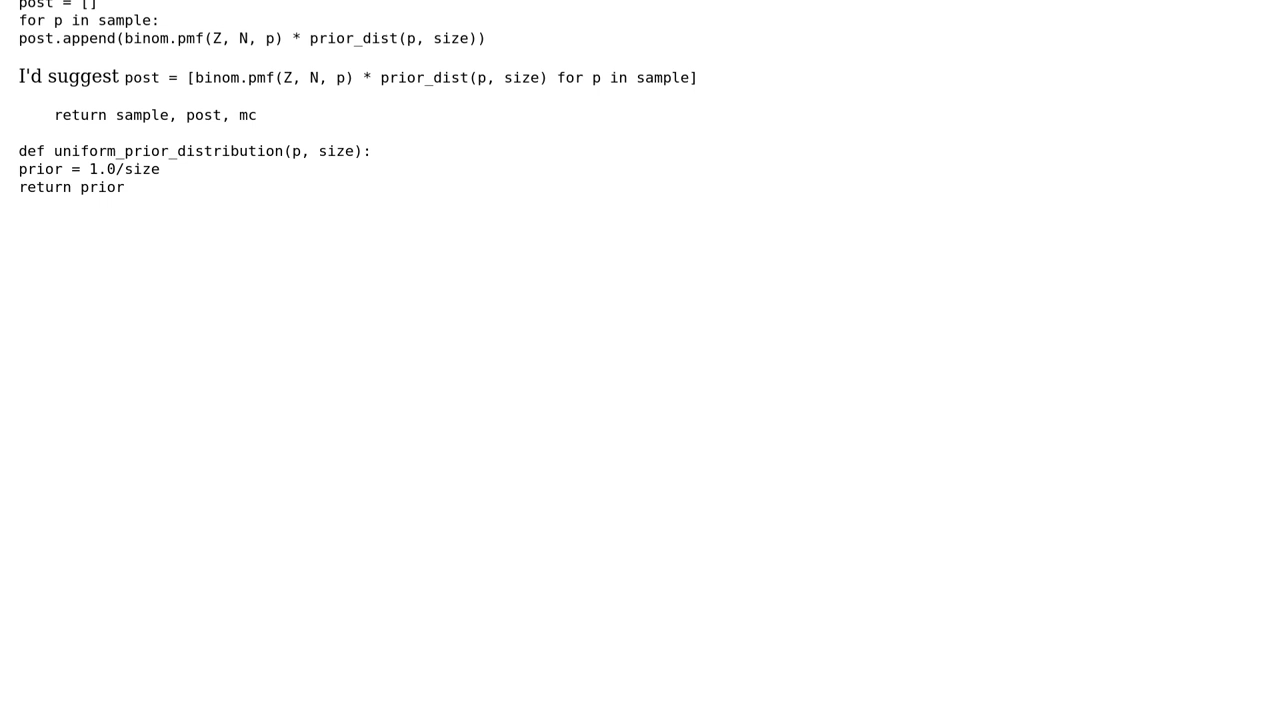 post = []
for p in sample:
post.append(binom.pmf(Z, N, p) * prior_dist(p, size))
I'd suggest post = [binom.pmf(Z, N, p) * prior_dist(p, size) for p in sample]
return sample, post, mc
def uniform_prior_distribution(p, size):
prior = 1.0/size
return prior